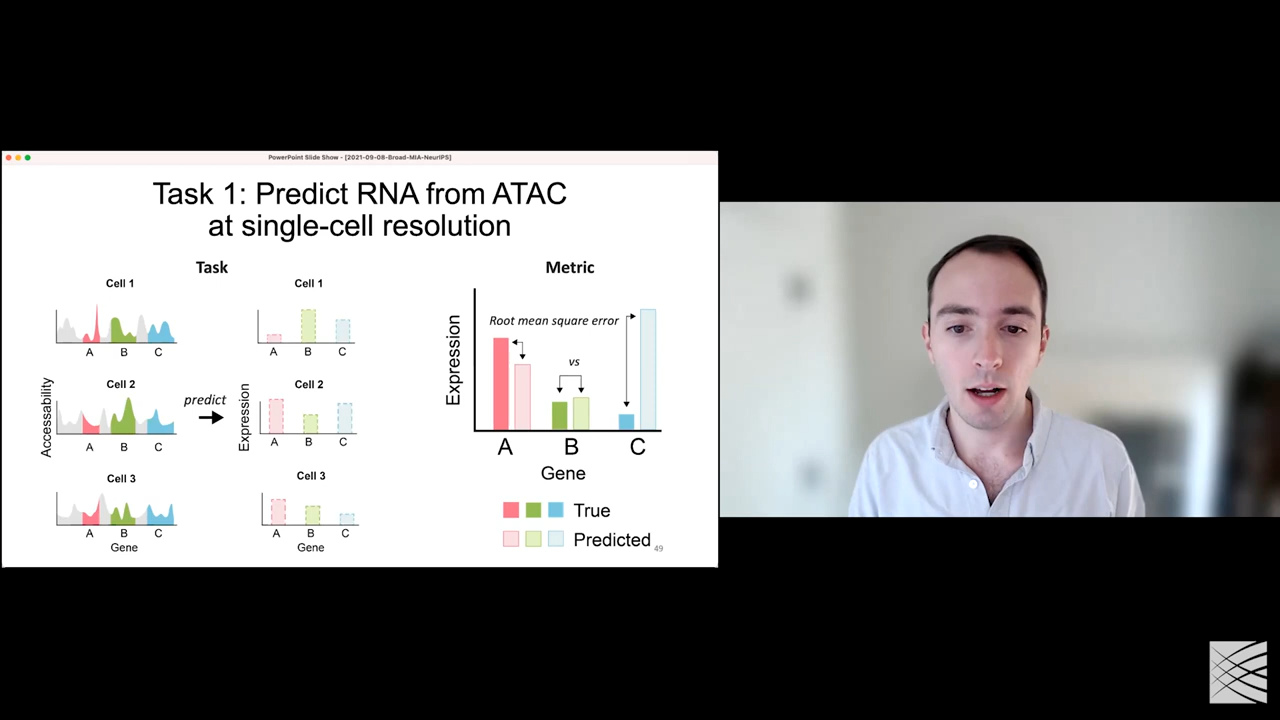 PowerPoint Slide Show - [2021-09-08-Broad-MIA-NeurIPS]
Task 1: Predict RNA from ATAC
at single-cell resolution
Task
Cell 1
A B C
Cell 1
A B C
Accessability
Cell 2
A B C
predict
Expression
Cell 2
A B C
Cell 3
A B C
Gene
Cell 3
A B C
Gene
Metric
Expression
Root mean square error
vs
A B C
Gene
True
Predicted
49